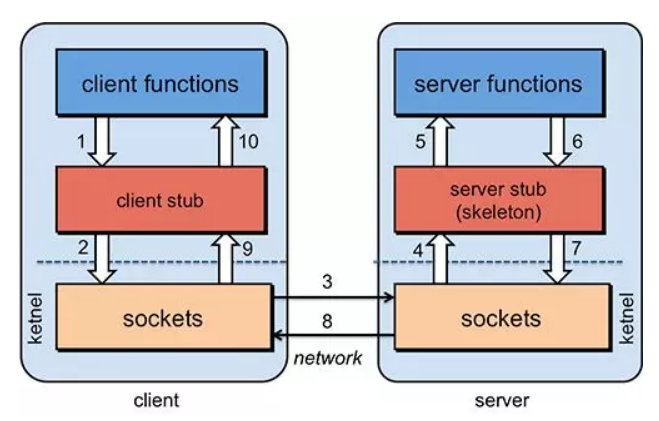 client functions
server functions
1
10
5
6
client stub
server stub
(skeleton)
2
9
4
7
3
ketnel
sockets
sockets
ketnel
8
network
client
server